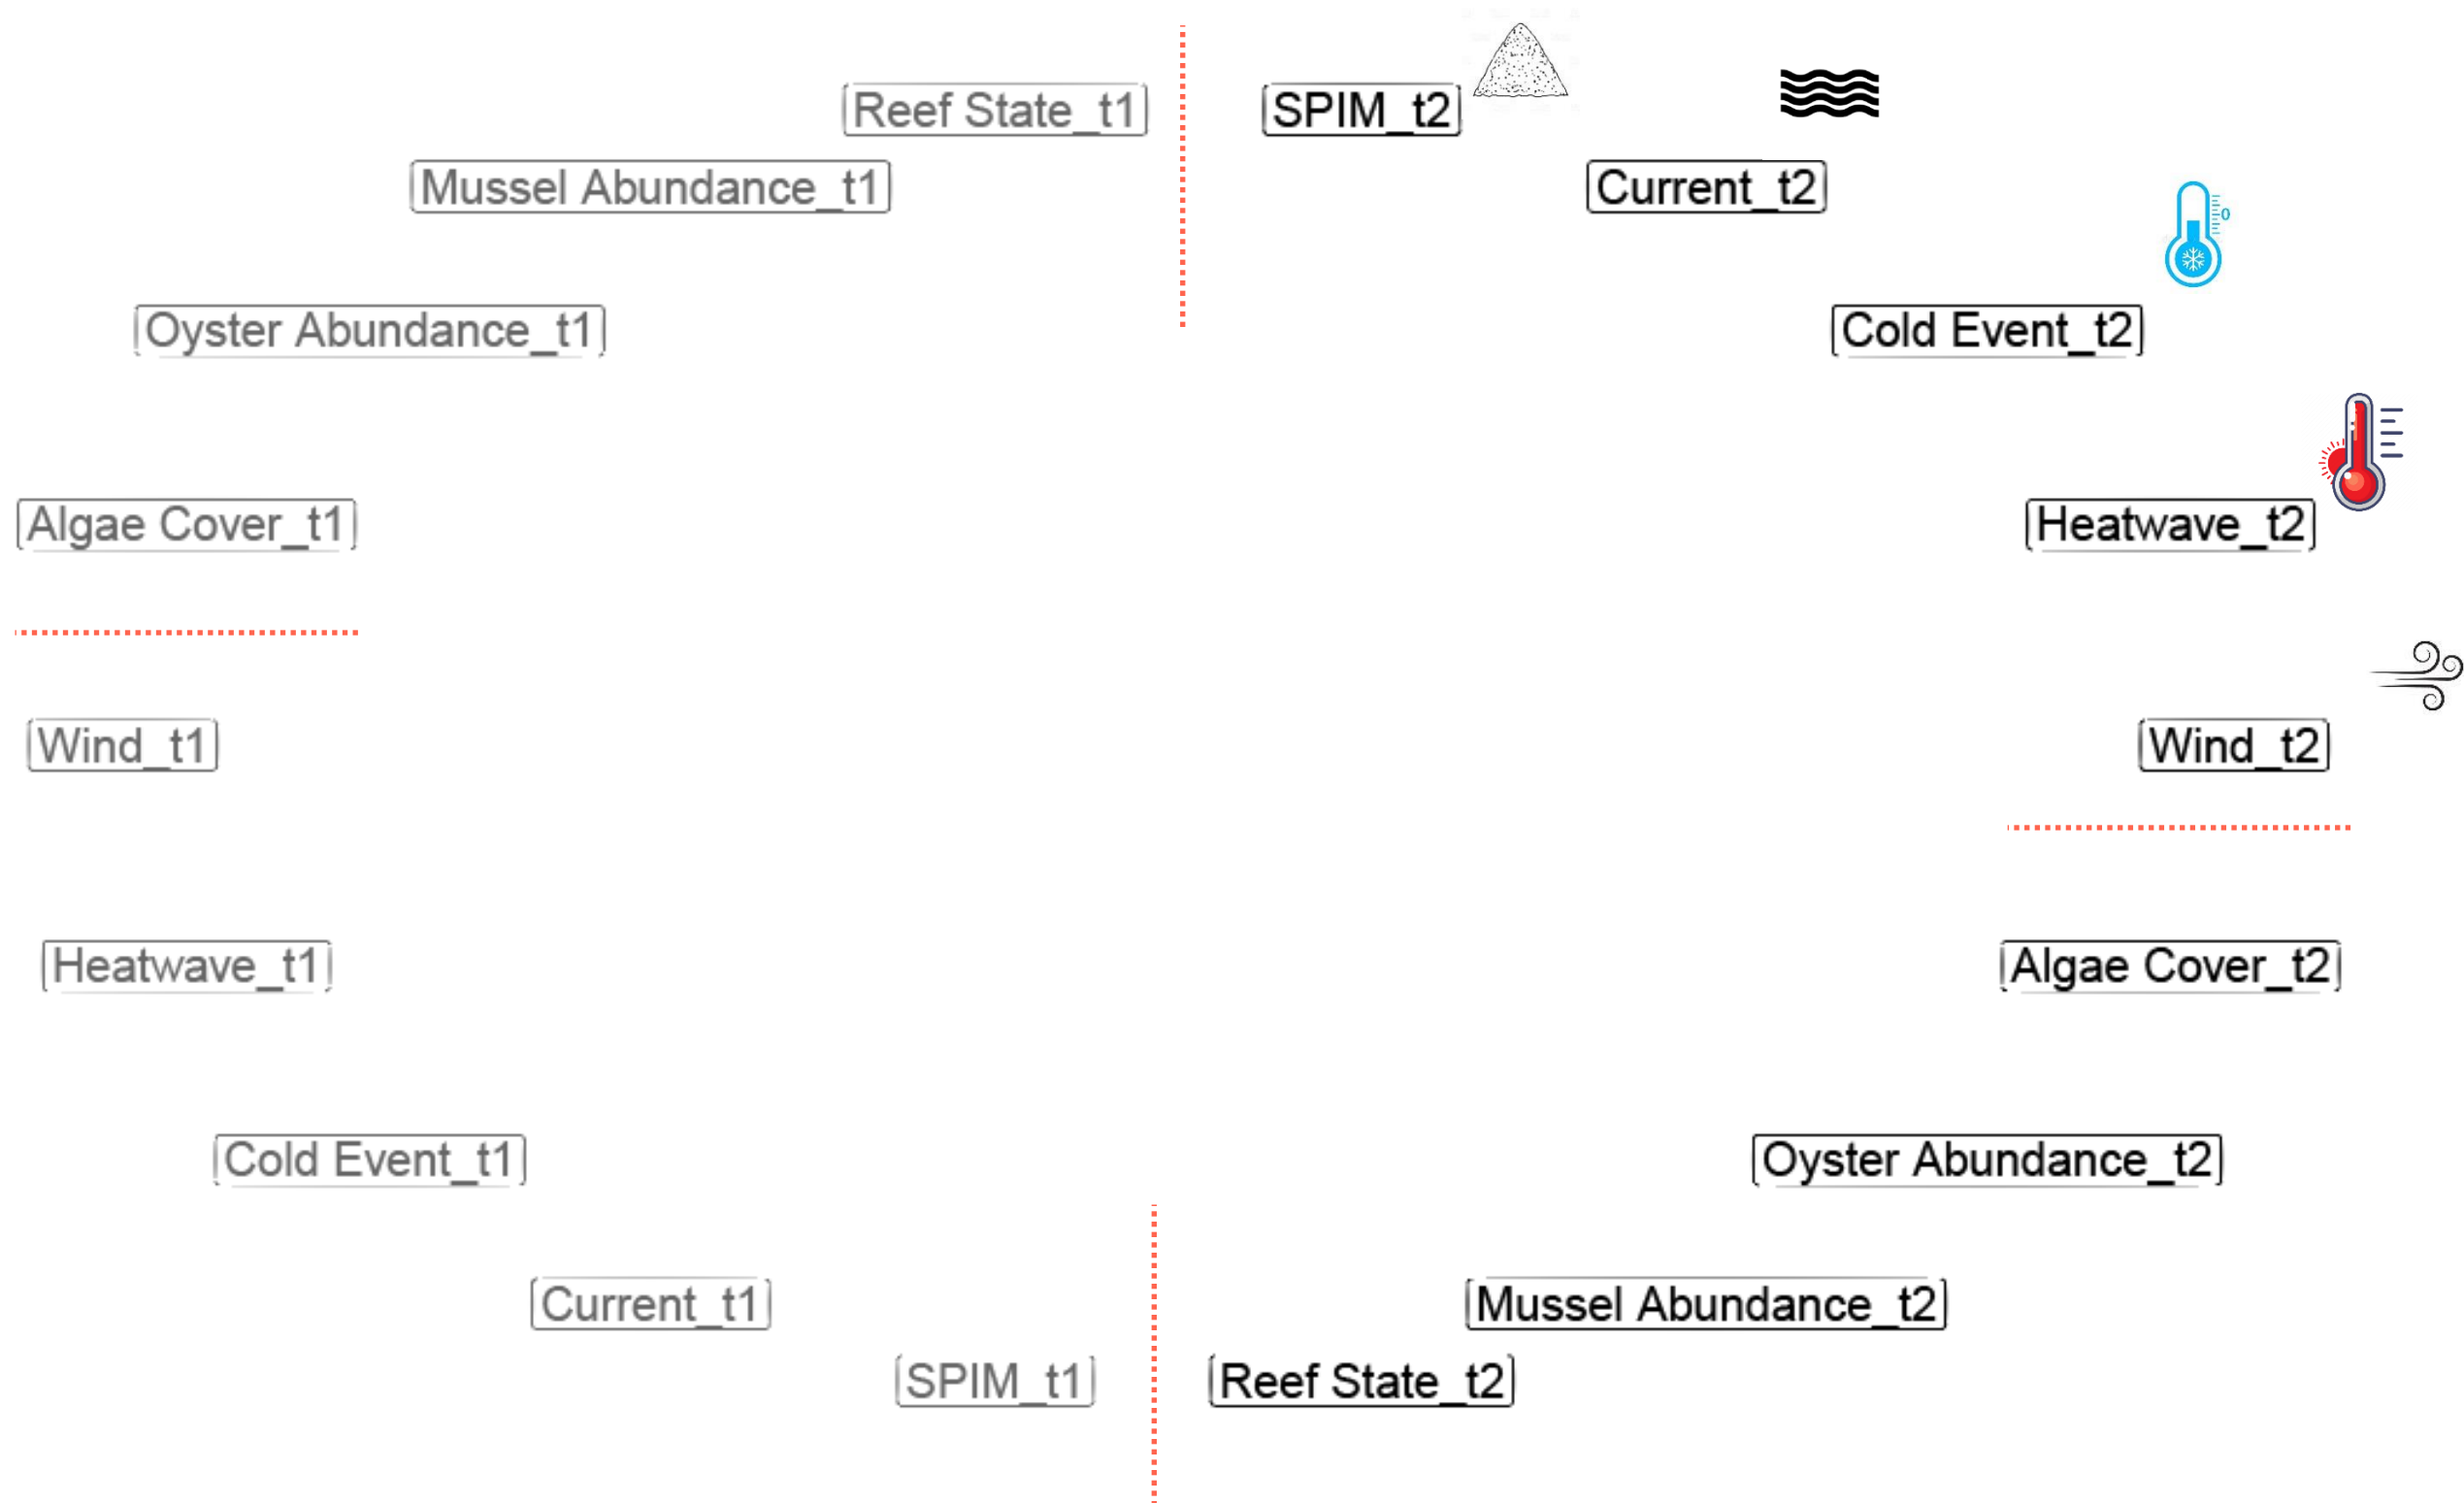 Reef State_t1
SPIM_t2
Mussel Abundance_t1
Current_t2
0
Oyster Abundance_t1
Cold Event_t2
Algae Cover_t1
Heatwave_t2
Wind_t1
Wind_t2
Heatwave_t1
Algae Cover_t2
Cold Event_t1
Oyster Abundance_t2
Current_t1
Mussel Abundance_t2
SPIM_t1
Reef State_t2